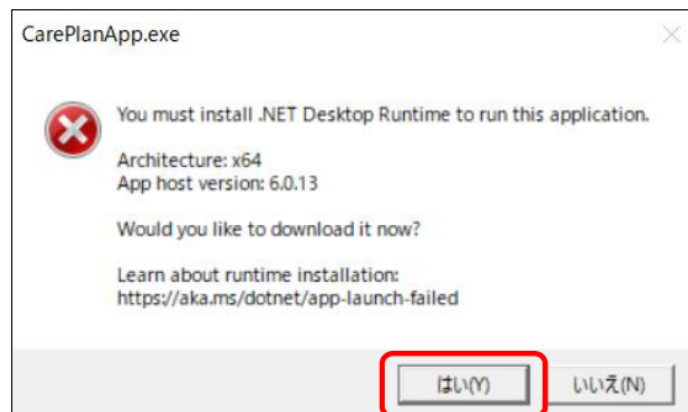 CarePlanApp.exe
You must install .NET Desktop Runtime to run this application.
Architecture: x64
App host version: 6.0.13
Would you like to download it now?
Learn about runtime installation:
https://aka.ms/dotnet/app-launch-failed
はい(Y)
いいえ(N)